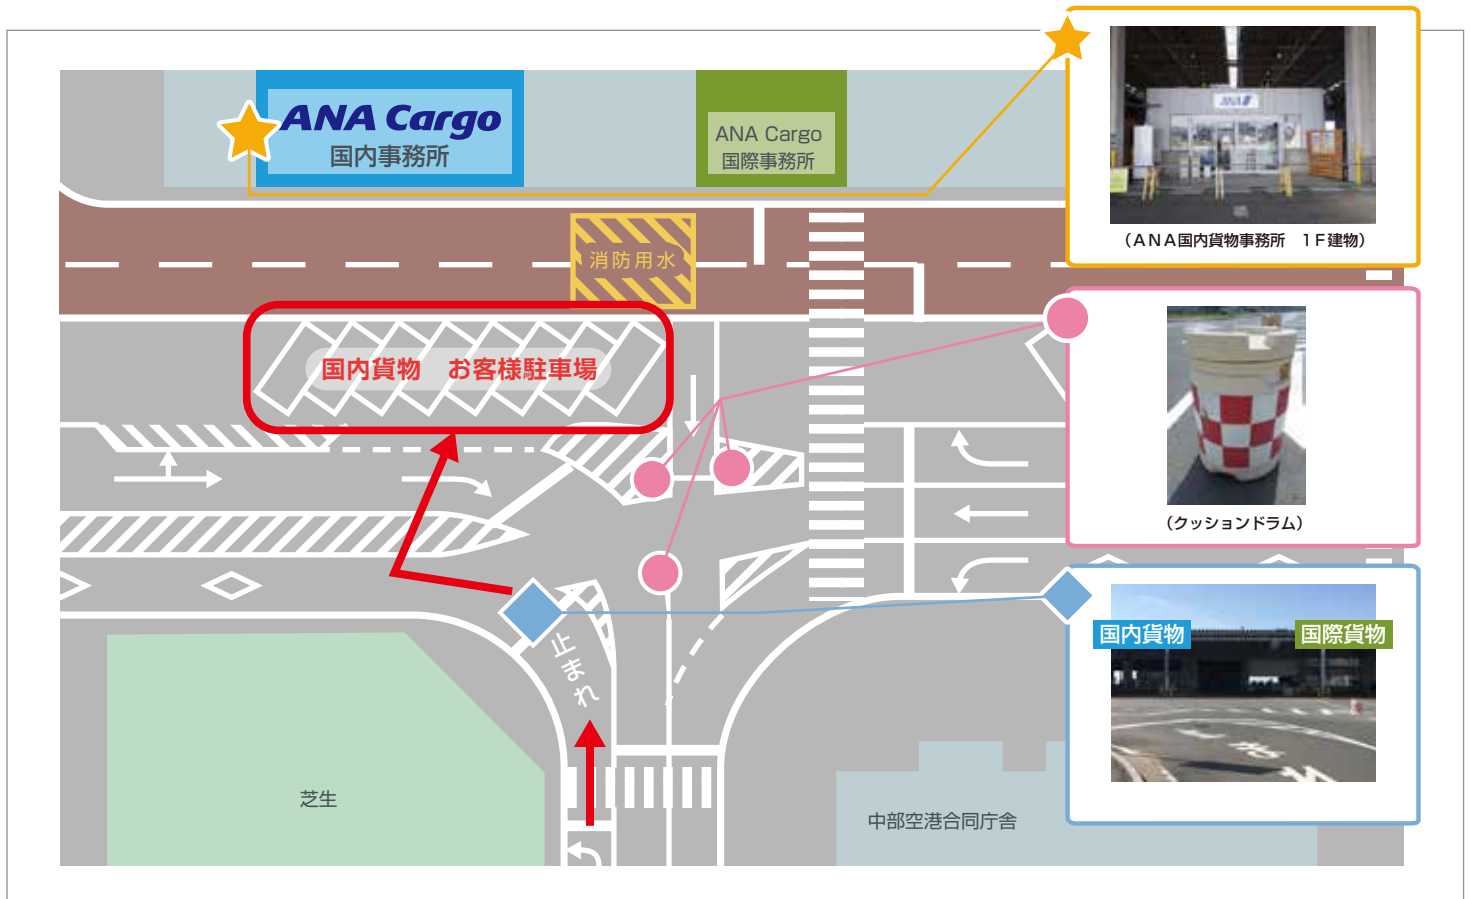 ANA Cargo
国内事務所
ANA Cargo
国際事務所
ANA
(ANA国内貨物事務所　1F建物)
消防用水
国内貨物　お客様駐車場
(クッションドラム)
止まれ
国内貨物
国際貨物
芝生
中部空港合同庁舎